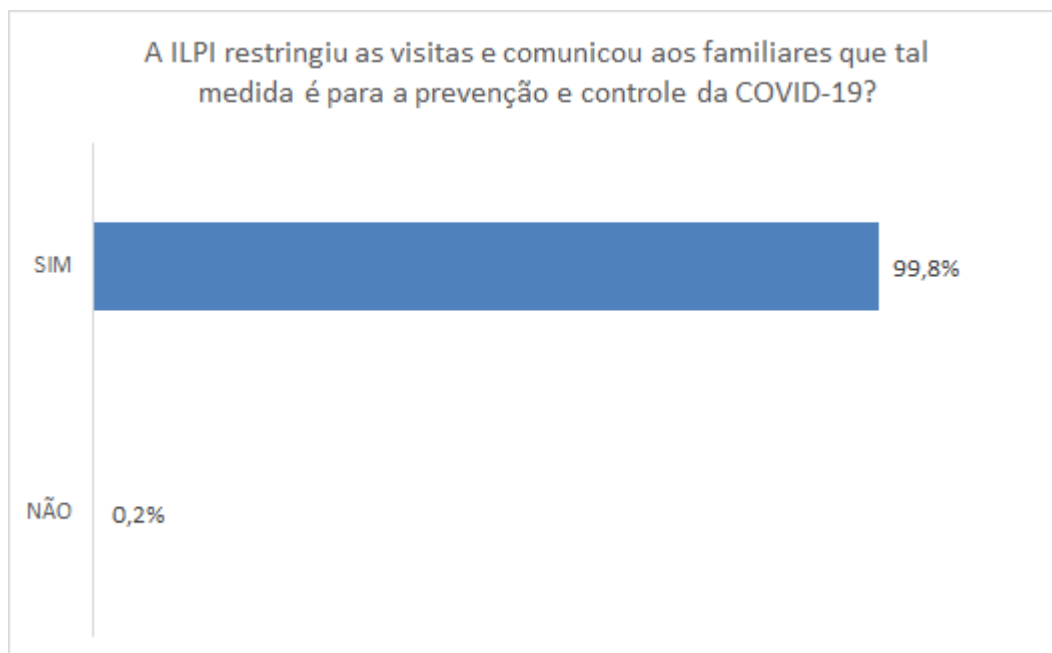 A ILPI restringiu as visitas e comunicou aos familiares que tal
medida é para a prevenção e controle da COVID-19?
SIM
99,8%
NÃO
0,2%